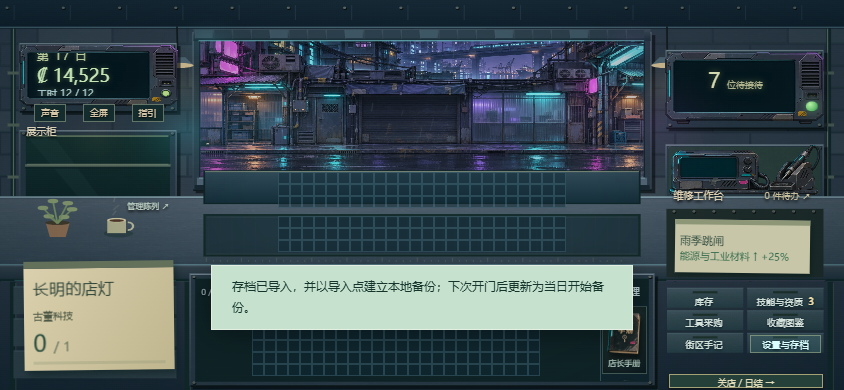 第 17 日
₡ 14,525
工时 12 / 12
声音
全屏
指引
展示柜
管理陈列 ↗
长明的店灯
古董科技
0 / 1
存档已导入，并以导入点建立本地备份；下次开门后更新为当日开始备
份。
0 /
理
店长手册
7 位待接待
维修工作台
0 件待办 ↗
雨季跳闸
能源与工业材料 ↑ +25%
库存
技能与资质 3
工具采购
收藏图鉴
街区手记
设置与存档
关店 / 日结 →